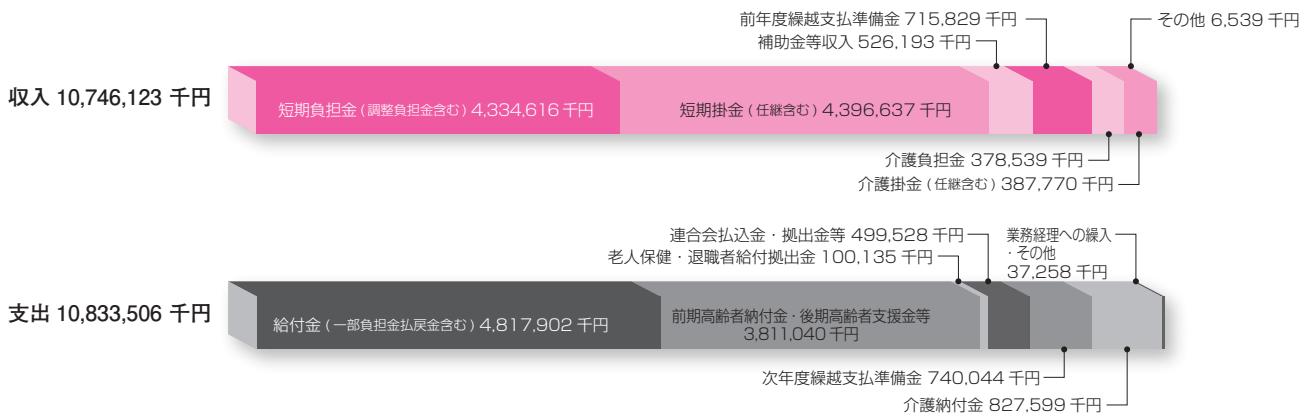 前年度繰越支払準備金 715,829 千円
その他 6,539 千円
補助金等収入 526,193 千円
収入 10,746,123 千円
短期負担金 ( 調整負担金含む ) 4,334,616 千円
短期掛金 ( 任継含む ) 4,396,637 千円
介護負担金 378,539 千円
介護掛金 ( 任継含む ) 387,770 千円
連合会払込金・拠出金等 499,528 千円
業務経理への繰入
・その他
37,258 千円
老人保健・退職者給付拠出金 100,135 千円
支出 10,833,506 千円
給付金 ( 一部負担金払戻金含む ) 4,817,902 千円
前期高齢者納付金・後期高齢者支援金等
3,811,040 千円
次年度繰越支払準備金 740,044 千円
介護納付金 827,599 千円